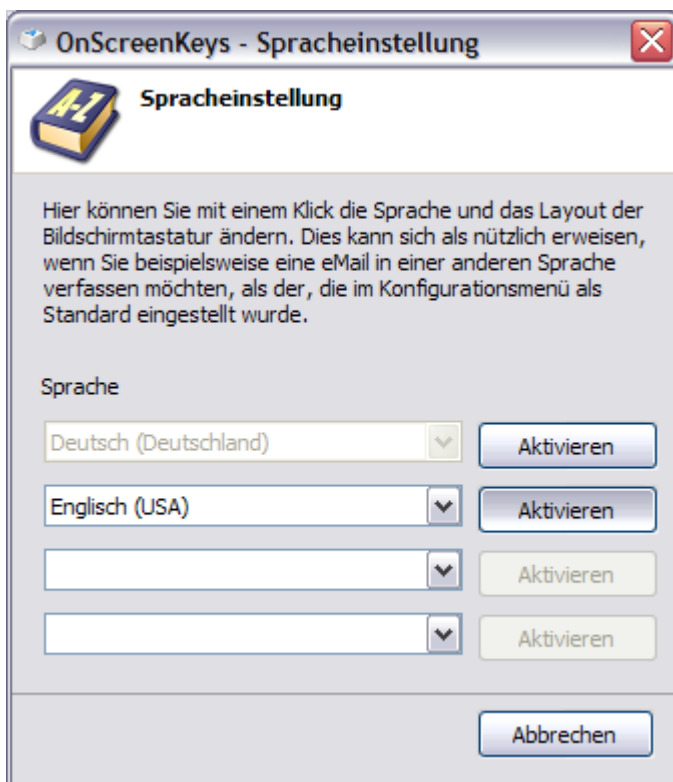 OnScreenKeys - Spracheinstellung
A-Z
Spracheinstellung
Hier können Sie mit einem Klick die Sprache und das Layout der
Bildschirmtastatur ändern. Dies kann sich als nützlich erweisen,
wenn Sie beispielsweise eine eMail in einer anderen Sprache
verfassen möchten, als der, die im Konfigurationsmenü als
Standard eingestellt wurde.
Sprache
Deutsch (Deutschland) Aktivieren
Englisch (USA) Aktivieren
Aktivieren
Aktivieren
Abbrechen